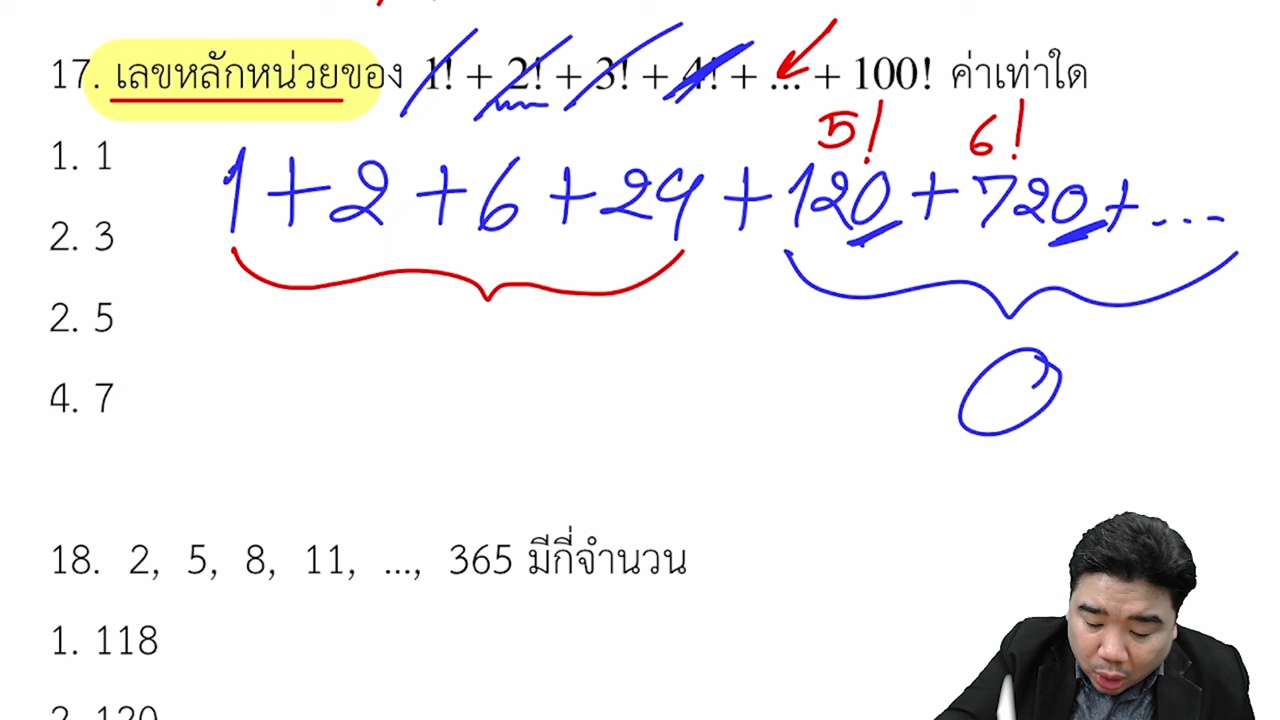 17. เลขหลักหน่วยของ 1! + 2! + 3! + 4! + ... + 100! ค่าเท่าใด
5! 6!
1. 1
1 + 2 + 6 + 24 + 120 + 720 + ...
2. 3
2. 5
0
4. 7
18. 2, 5, 8, 11, ..., 365 มีกี่จำนวน
1. 118
2. 120